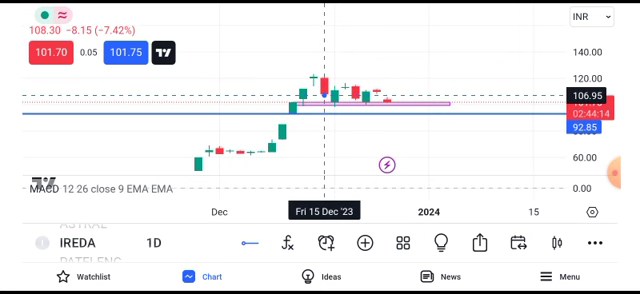 INR
108.30 −8.15 (−7.42%)
101.70 0.05 101.75
140.00
120.00
106.95
02:44:14
92.85
60.00
MACD 12 26 close 9 EMA EMA
0.00
Dec Fri 15 Dec '23 2024 15
IREDA 1D
Watchlist Chart Ideas News Menu